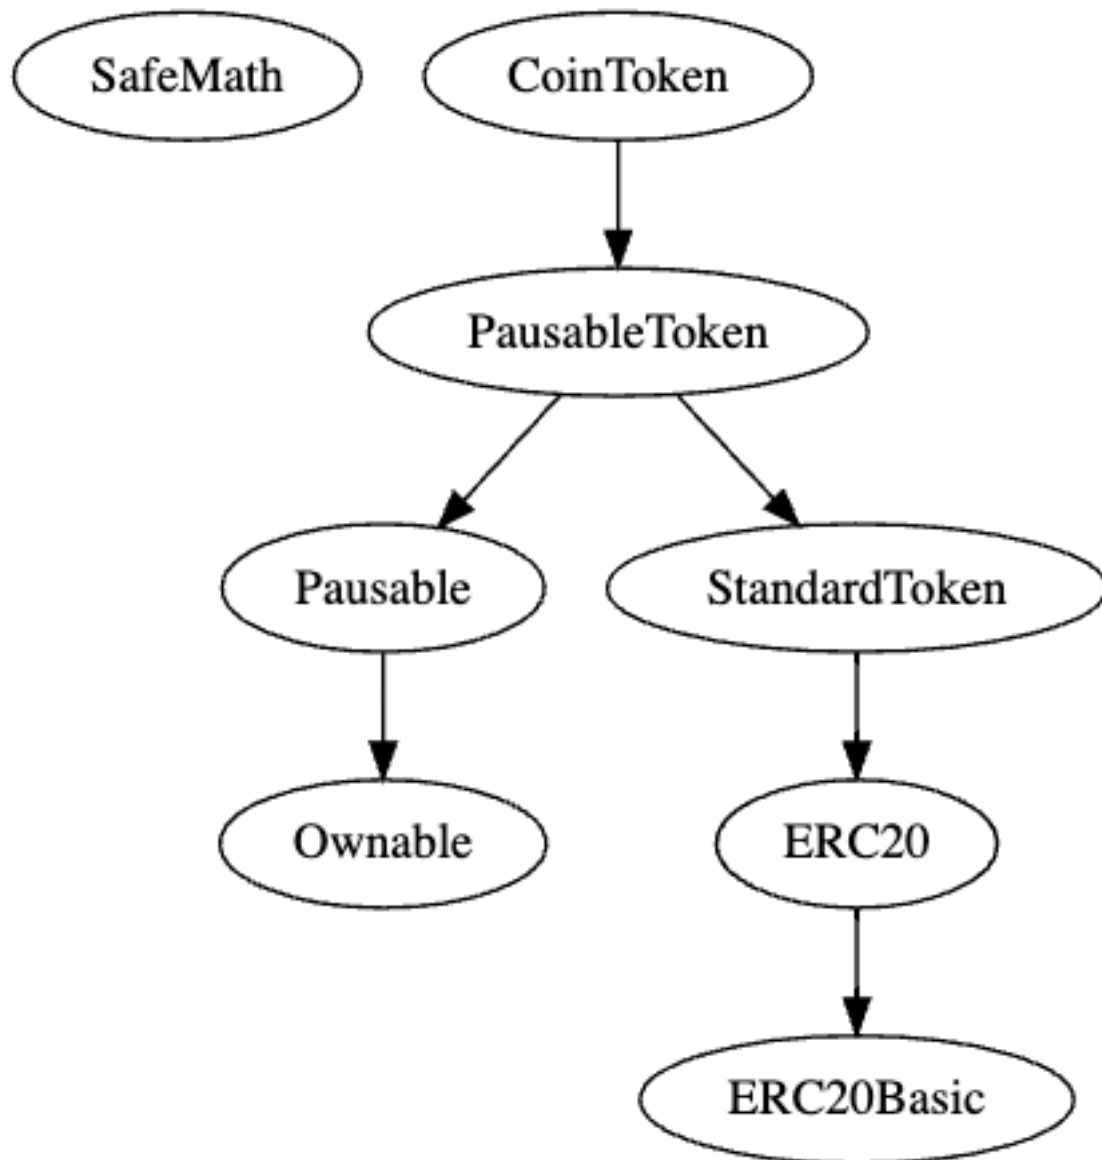 SafeMath
CoinToken
PausableToken
Pausable
StandardToken
Ownable
ERC20
ERC20Basic